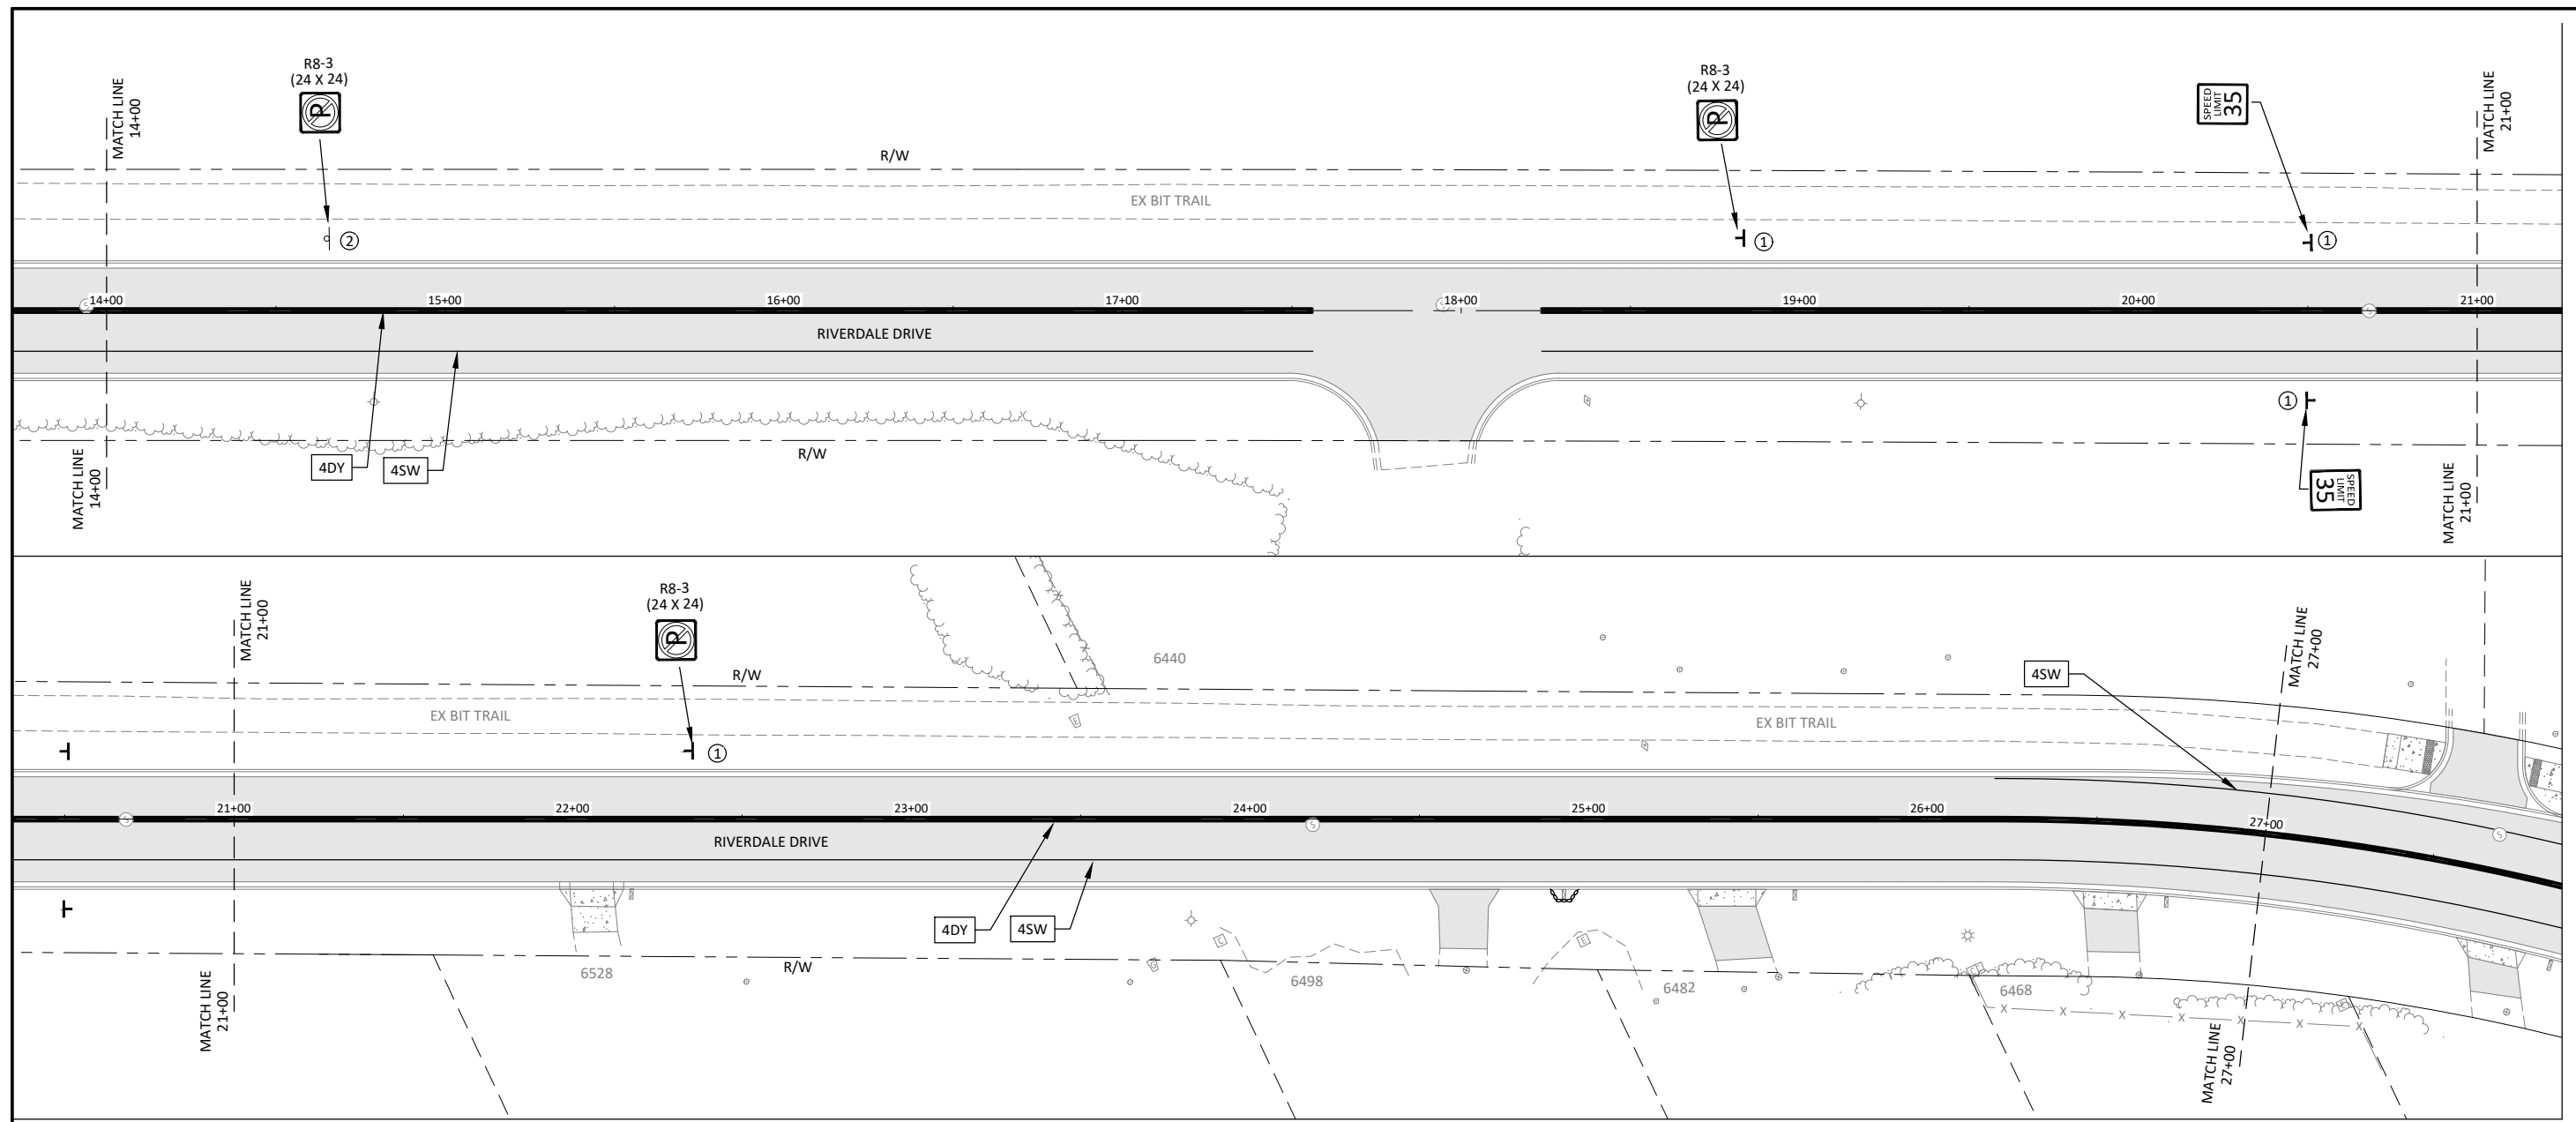 R8-3
(24 X 24)
P
MATCH LINE
14+00
R/W
EX BIT TRAIL
2
R8-3
(24 X 24)
P
1
SPEED
LIMIT
35
1
MATCH LINE
21+00
S
14+00
15+00
16+00
17+00
S
18+00
19+00
20+00
S
21+00
RIVERDALE DRIVE
4DY
4SW
R/W
MATCH LINE
14+00
1
SPEED
LIMIT
35
MATCH LINE
21+00
MATCH LINE
21+00
R8-3
(24 X 24)
P
R/W
EX BIT TRAIL
1
6440
E
EX BIT TRAIL
4SW
MATCH LINE
27+00
S
21+00
22+00
23+00
24+00
S
25+00
26+00
27+00
S
RIVERDALE DRIVE
4DY
4SW
MATCH LINE
21+00
6528
R/W
G
C
6498
E
6482
C
6468
X X X X X X X
MATCH LINE
27+00